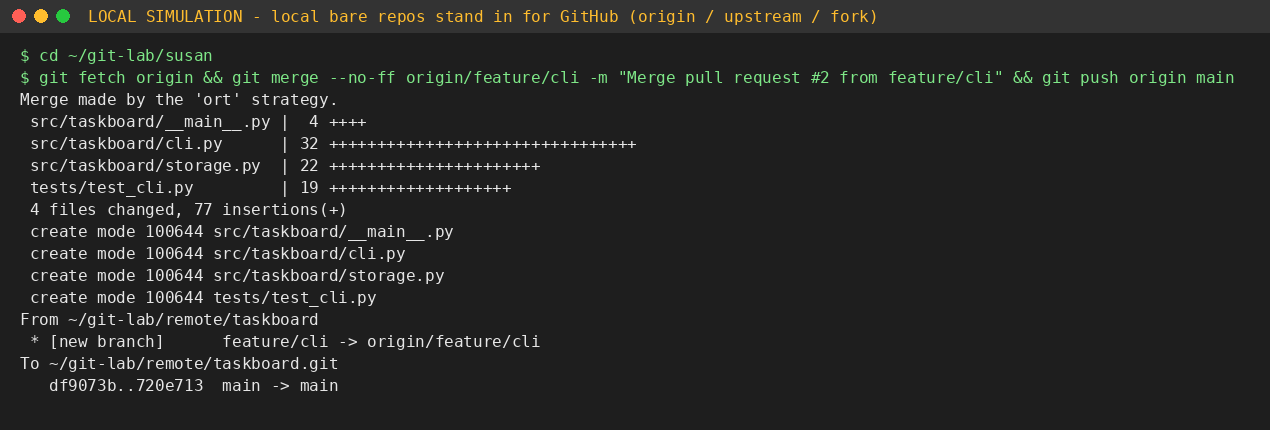 LOCAL SIMULATION - local bare repos stand in for GitHub (origin / upstream / fork)
$ cd ~/git-lab/susan
$ git fetch origin && git merge --no-ff origin/feature/cli -m "Merge pull request #2 from feature/cli" && git push origin main
Merge made by the 'ort' strategy.
 src/taskboard/__main__.py |  4 ++++
 src/taskboard/cli.py      | 32 ++++++++++++++++++++++++++++++++
 src/taskboard/storage.py  | 22 ++++++++++++++++++++++
 tests/test_cli.py         | 19 +++++++++++++++++++
 4 files changed, 77 insertions(+)
 create mode 100644 src/taskboard/__main__.py
 create mode 100644 src/taskboard/cli.py
 create mode 100644 src/taskboard/storage.py
 create mode 100644 tests/test_cli.py
From ~/git-lab/remote/taskboard
 * [new branch]      feature/cli -> origin/feature/cli
To ~/git-lab/remote/taskboard.git
   df9073b..720e713  main -> main